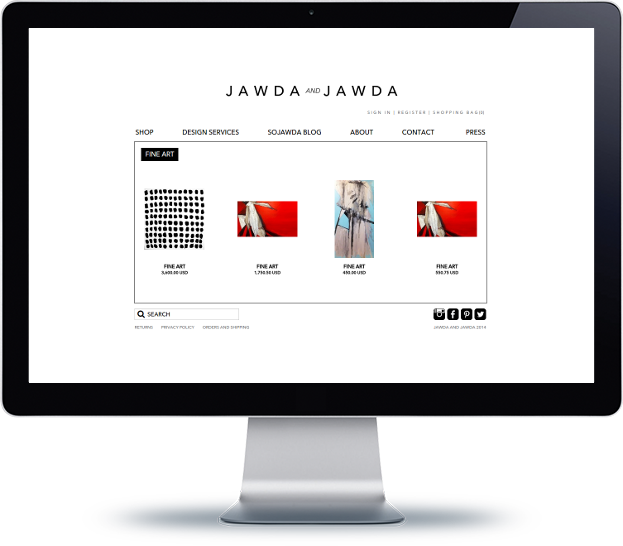 JAWDA AND JAWDA
SIGN IN | REGISTER | SHOPPING BAG(0)
SHOP DESIGN SERVICES SOJAWDA BLOG ABOUT CONTACT PRESS
FINE ART
FINE ART FINE ART FINE ART FINE ART
3,600.00 USD 1,750.50 USD 450.00 USD 550.75 USD
SEARCH
RETURNS PRIVACY POLICY ORDERS AND SHIPPING JAWDA AND JAWDA 2014